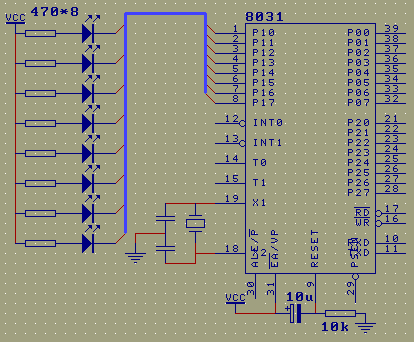 VCC 470*8
8031
1 P10 P00 39
2 P11 P01 38
3 P12 P02 37
4 P13 P03 36
5 P14 P04 35
6 P15 P05 34
7 P16 P06 33
8 P17 P07 32
12 INT0 P20 21
P21 22
13 INT1 P22 23
P23 24
14 T0 P24 25
P25 26
15 T1 P26 27
P27 28
19 X1
RD 17
WR 16
10
18 ALE/P EA/VP RESET 11
30 31 9 29
VCC 10u
+
10k